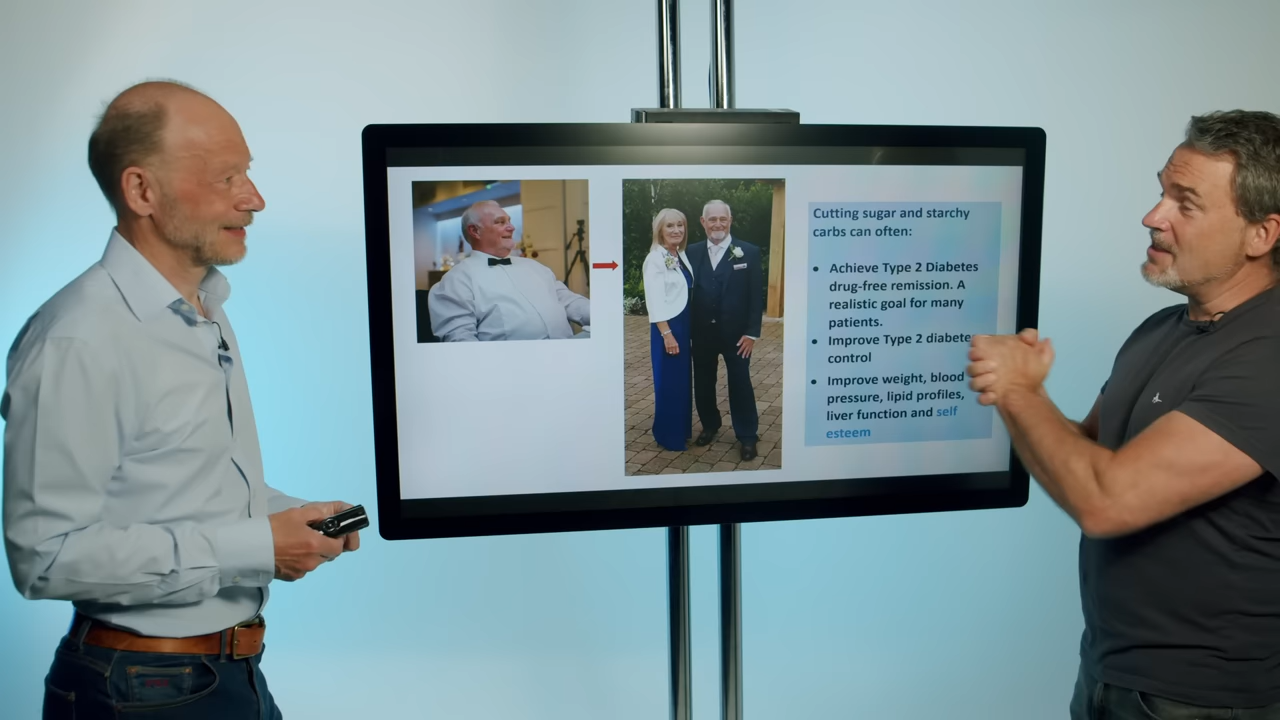 Cutting sugar and starchy
carbs can often:
• Achieve Type 2 Diabetes
drug-free remission. A
realistic goal for many
patients.
• Improve Type 2 diabete
control
• Improve weight, blood
pressure, lipid profiles,
liver function and self
esteem